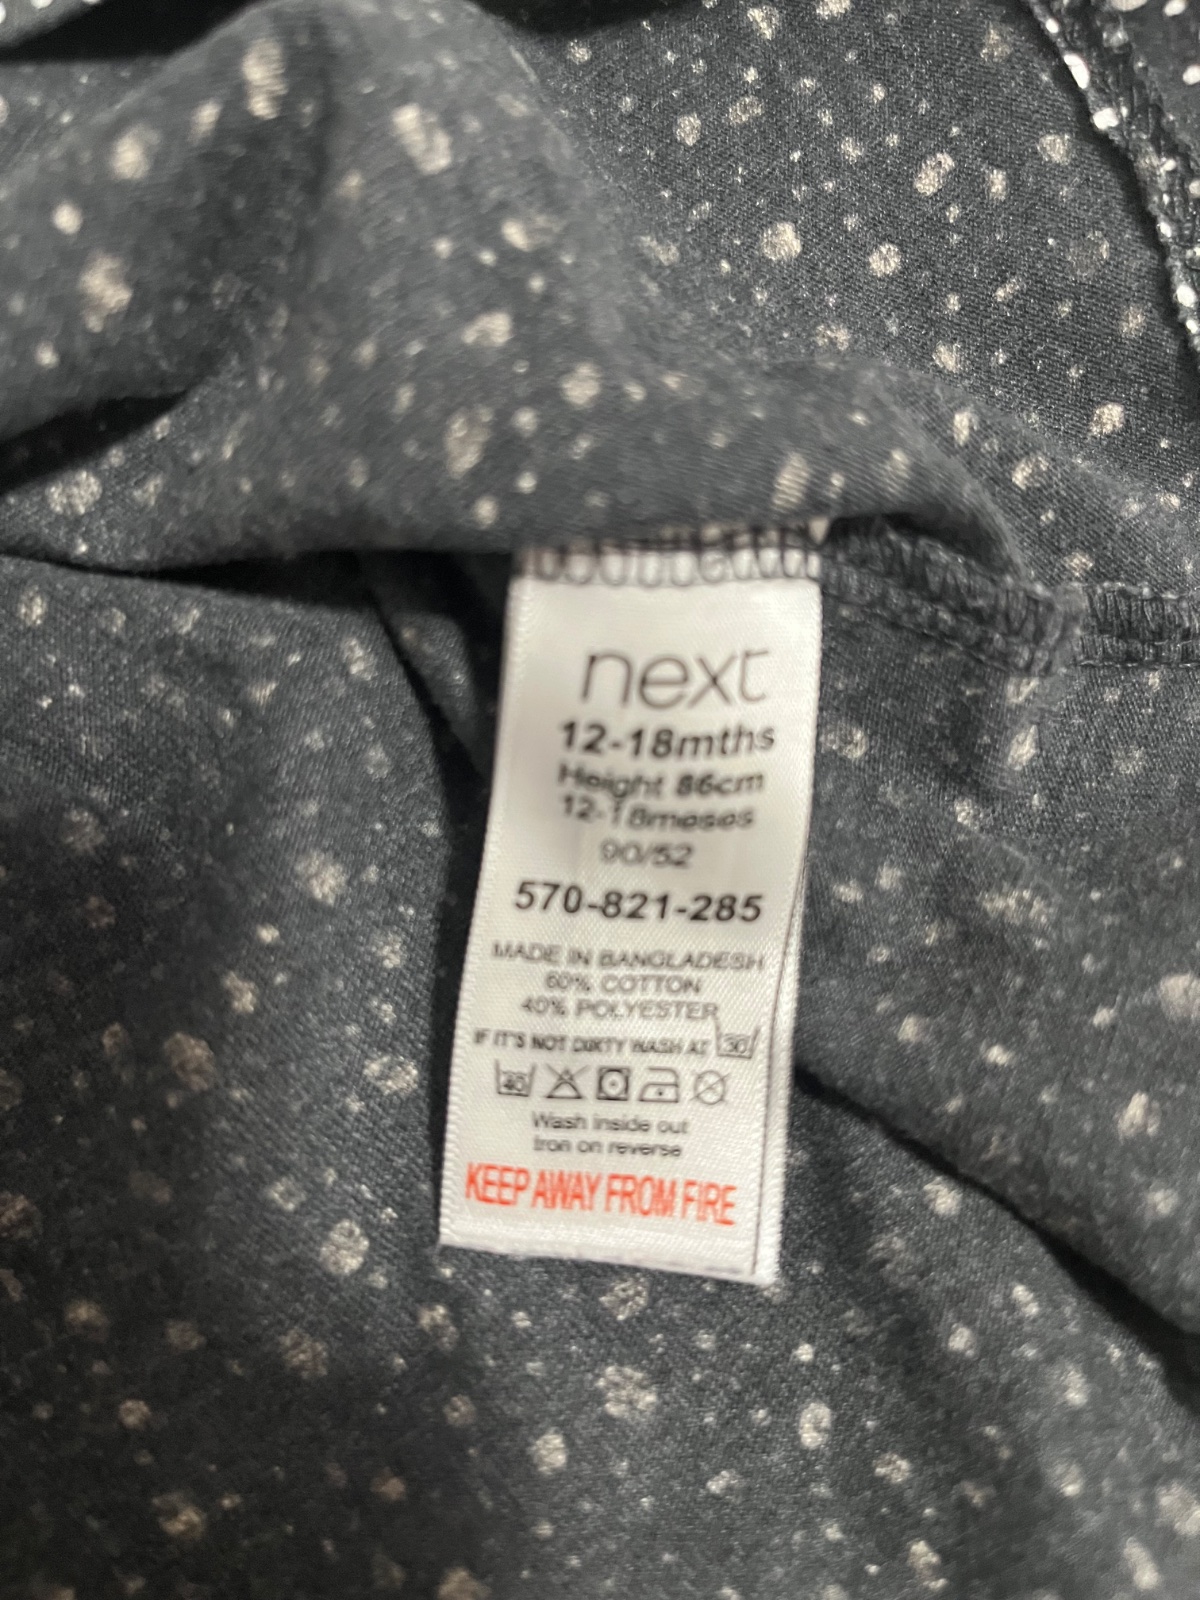 next
12-18mths
Height 86cm
12-18meses
90/52
570-821-285
MADE IN BANGLADESH
60% COTTON
40% POLYESTER
IF IT'S NOT DIRTY WASH AT 30
40
Wash inside out
Iron on reverse
KEEP AWAY FROM FIRE